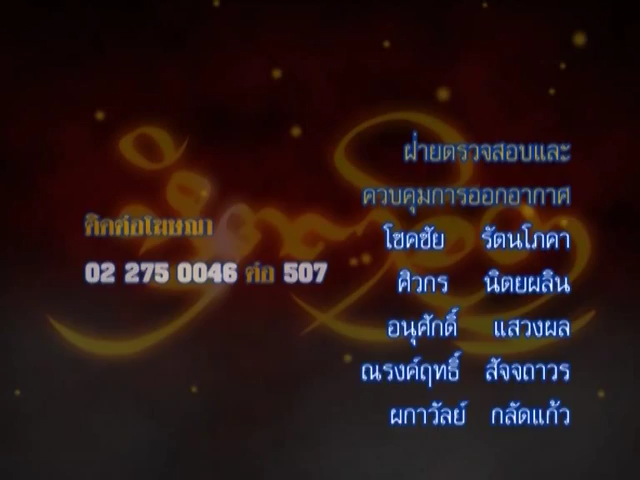 ติดต่อโฆษณา
02 275 0046 ต่อ 507
ฝ่ายตรวจสอบและ
ควบคุมการออกอากาศ
โชคชัย รัตนโภคา
ศิวกร นิตยผลิน
อนุศักดิ์ แสวงผล
ณรงค์ฤทธิ์ สัจจถาวร
ผกาวัลย์ กลัดแก้ว